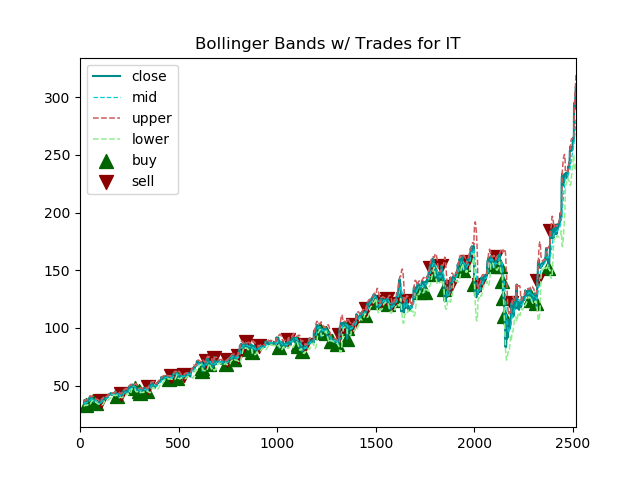 Bollinger Bands w/ Trades for IT
close
mid
upper
lower
buy
sell
300
250
200
150
100
50
0 500 1000 1500 2000 2500